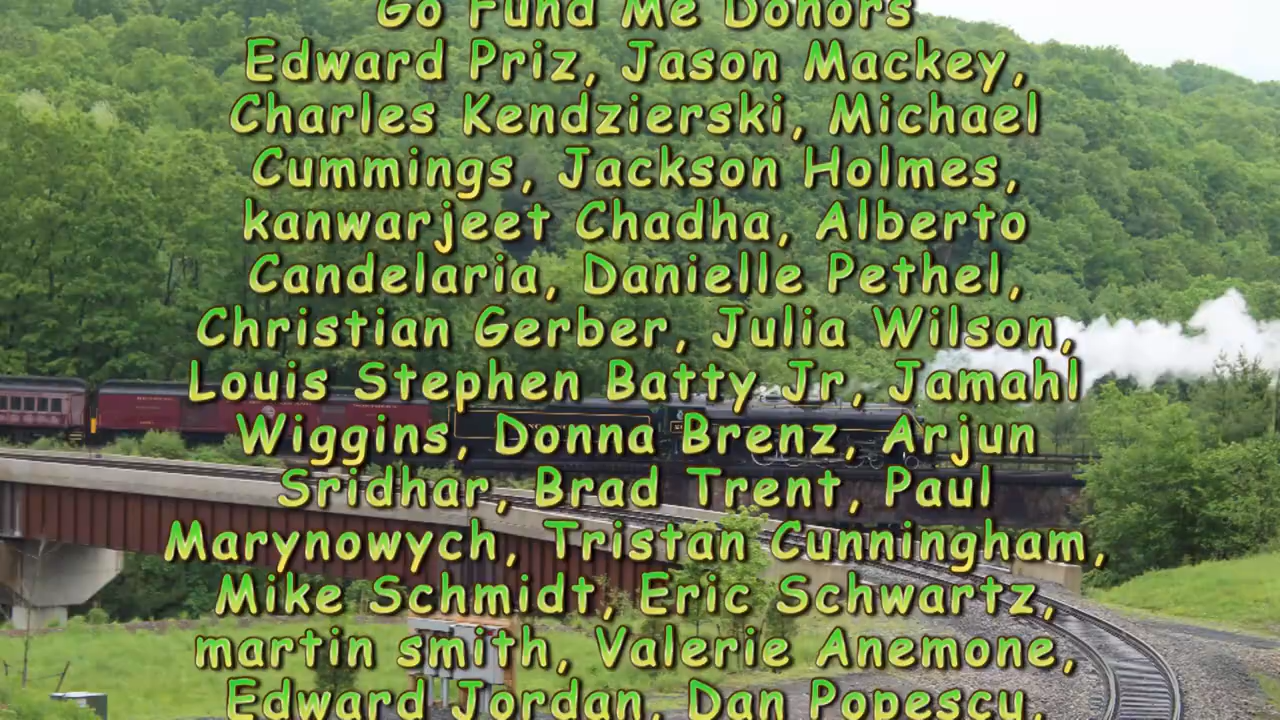 Go Fund Me Donors
Edward Priz, Jason Mackey,
Charles Kendzierski, Michael
Cummings, Jackson Holmes,
kanwarjeet Chadha, Alberto
Candelaria, Danielle Pethel,
Christian Gerber, Julia Wilson,
Louis Stephen Batty Jr, Jamahl
Wiggins, Donna Brenz, Arjun
Sridhar, Brad Trent, Paul
Marynowych, Tristan Cunningham,
Mike Schmidt, Eric Schwartz,
martin smith, Valerie Anemone,
Edward Jordan, Dan Popescu,